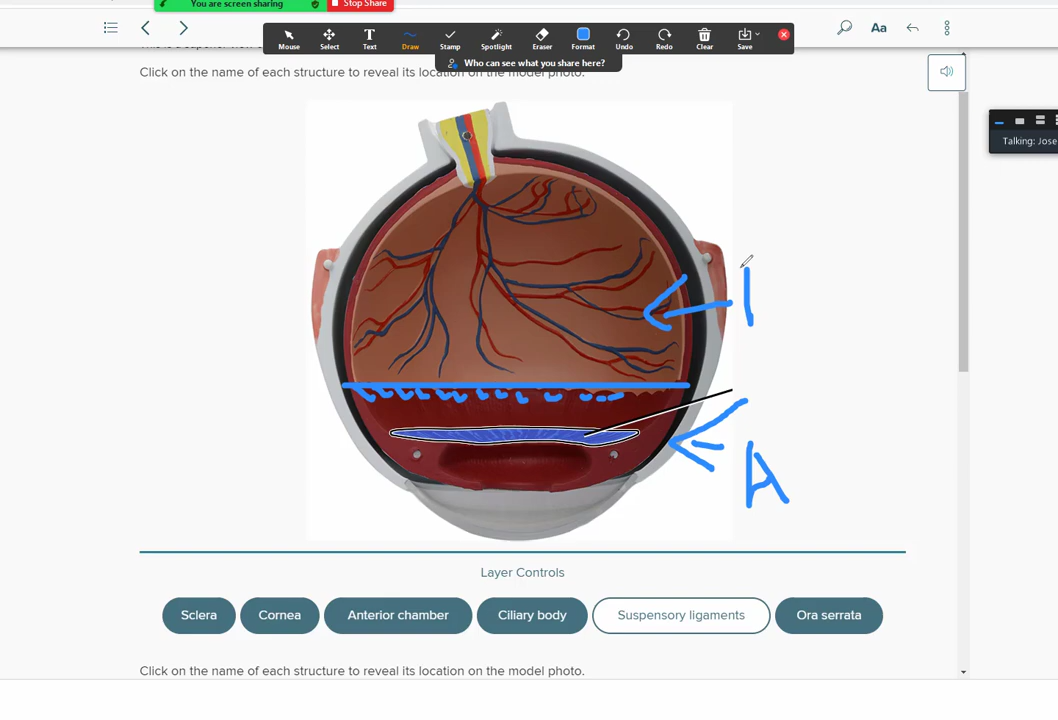 You are screen sharing
Stop Share
Mouse
Select
Text
Draw
Stamp
Spotlight
Eraser
Format
Undo
Redo
Clear
Save
Aa
Who can see what you share here?
Click on the name of each structure to reveal its location on the model photo.
Talking: Jose
A
Layer Controls
Sclera
Cornea
Anterior chamber
Ciliary body
Suspensory ligaments
Ora serrata
Click on the name of each structure to reveal its location on the model photo.